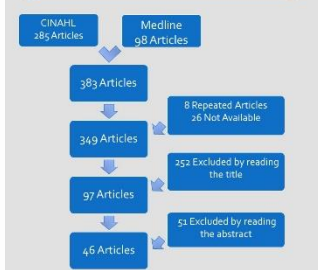 CINAHL
285 Articles
Medline
98 Articles
383 Articles
8 Repeated Articles
26 Not Available
349 Articles
252 Excluded by reading
the title
97 Articles
51 Excluded by reading
the abstract
46 Articles